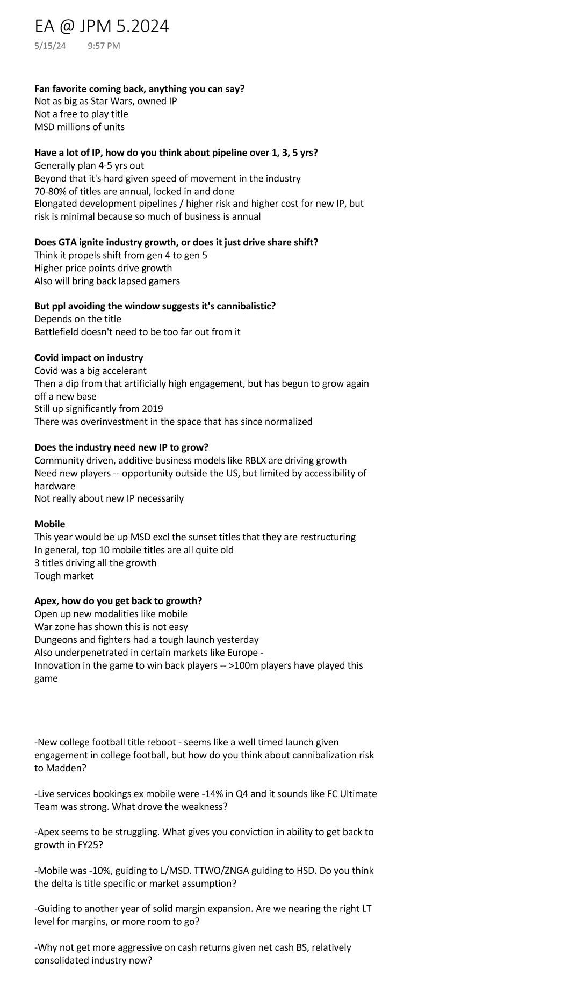 EA @ JPM 5.2024
5/15/24 9:57 PM
Fan favorite coming back, anything you can say?
Not as big as Star Wars, owned IP
Not a free to play title
MSD millions of units
Have a lot of IP, how do you think about pipeline over 1, 3, 5 yrs?
Generally plan 4-5 yrs out
Beyond that it's hard given speed of movement in the industry
70-80% of titles are annual, locked in and done
Elongated development pipelines / higher risk and higher cost for new IP, but
risk is minimal because so much of business is annual
Does GTA ignite industry growth, or does it just drive share shift?
Think it propels shift from gen 4 to gen 5
Higher price points drive growth
Also will bring back lapsed gamers
But ppl avoiding the window suggests it's cannibalistic?
Depends on the title
Battlefield doesn't need to be too far out from it
Covid impact on industry
Covid was a big accelerant
Then a dip from that artificially high engagement, but has begun to grow again
off a new base
Still up significantly from 2019
There was overinvestment in the space that has since normalized
Does the industry need new IP to grow?
Community driven, additive business models like RBLX are driving growth
Need new players -- opportunity outside the US, but limited by accessibility of
hardware
Not really about new IP necessarily
Mobile
This year would be up MSD excl the sunset titles that they are restructuring
In general, top 10 mobile titles are all quite old
3 titles driving all the growth
Tough market
Apex, how do you get back to growth?
Open up new modalities like mobile
War zone has shown this is not easy
Dungeons and fighters had a tough launch yesterday
Also underpenetrated in certain markets like Europe -
Innovation in the game to win back players -- >100m players have played this
game
-New college football title reboot - seems like a well timed launch given
engagement in college football, but how do you think about cannibalization risk
to Madden?
-Live services bookings ex mobile were -14% in Q4 and it sounds like FC Ultimate
Team was strong. What drove the weakness?
-Apex seems to be struggling. What gives you conviction in ability to get back to
growth in FY25?
-Mobile was -10%, guiding to L/MSD. TTWO/ZNGA guiding to HSD. Do you think
the delta is title specific or market assumption?
-Guiding to another year of solid margin expansion. Are we nearing the right LT
level for margins, or more room to go?
-Why not get more aggressive on cash returns given net cash BS, relatively
consolidated industry now?